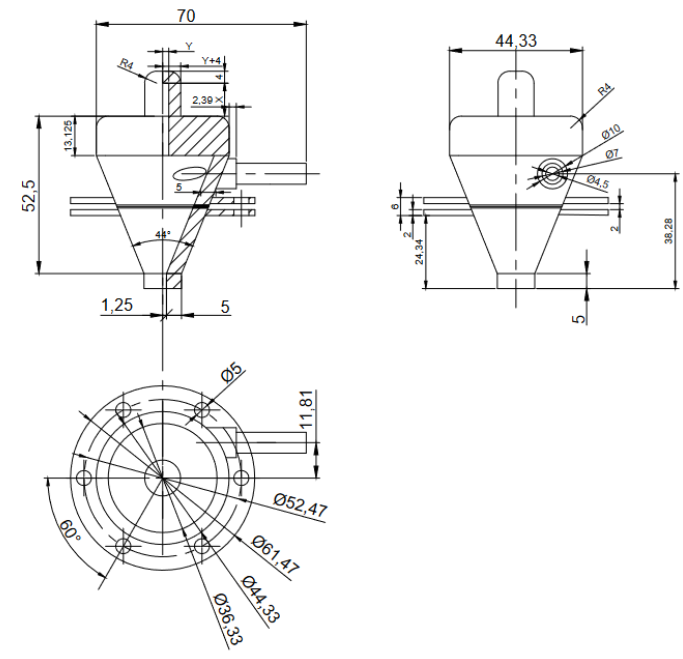 70
Y
Y+4
R4
4
2,39 X
13,125
52,5
5
44°
1,25
5
44,33
R4
Ø10
Ø7
Ø4,5
6
2
24,34
2
38,28
5
Ø5
11,81
60°
Ø52,47
Ø61,47
Ø44,33
Ø36,33